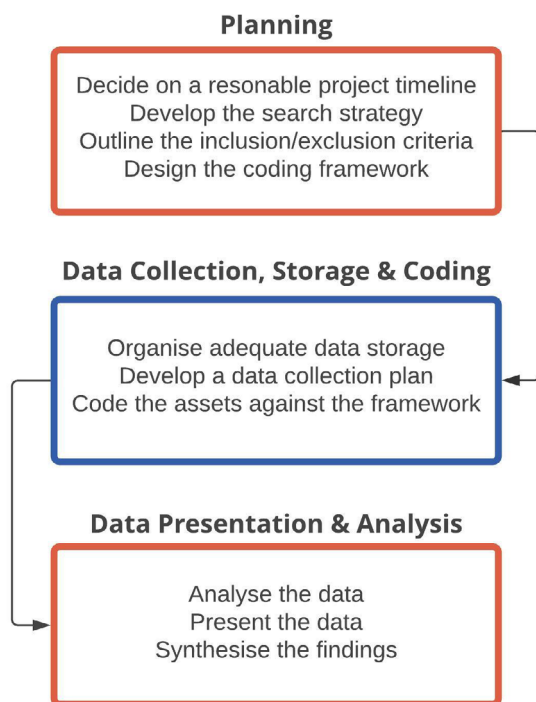 Planning
Decide on a resonable project timeline
Develop the search strategy
Outline the inclusion/exclusion criteria
Design the coding framework
Data Collection, Storage & Coding
Organise adequate data storage
Develop a data collection plan
Code the assets against the framework
Data Presentation & Analysis
Analyse the data
Present the data
Synthesise the findings